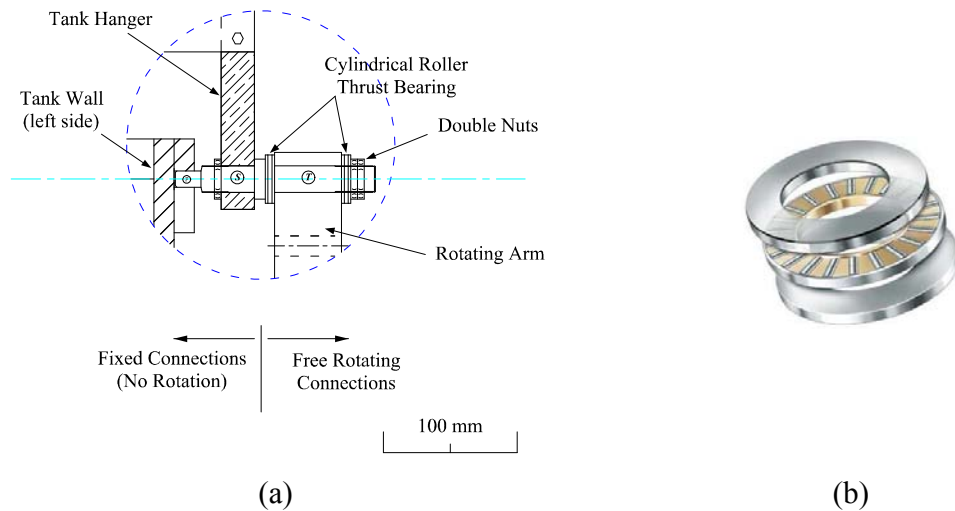 Tank Hanger
Cylindrical Roller
Thrust Bearing
Tank Wall
(left side)
Double Nuts
S
T
Rotating Arm
Fixed Connections
(No Rotation)
Free Rotating
Connections
100 mm
(a)
(b)